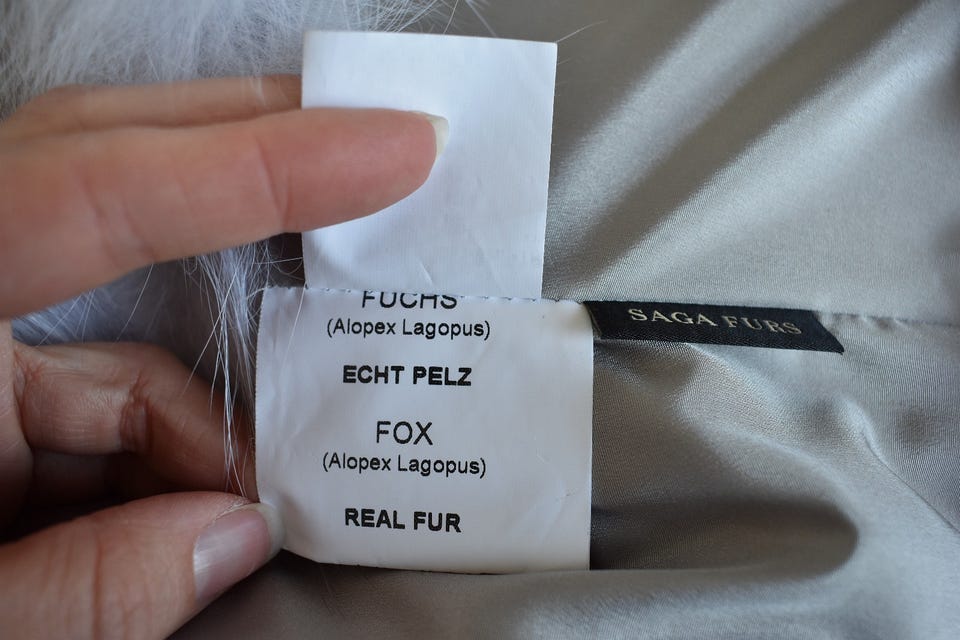 FUCHS
(Alopex Lagopus)
ECHT PELZ
FOX
(Alopex Lagopus)
REAL FUR
SAGA FURS